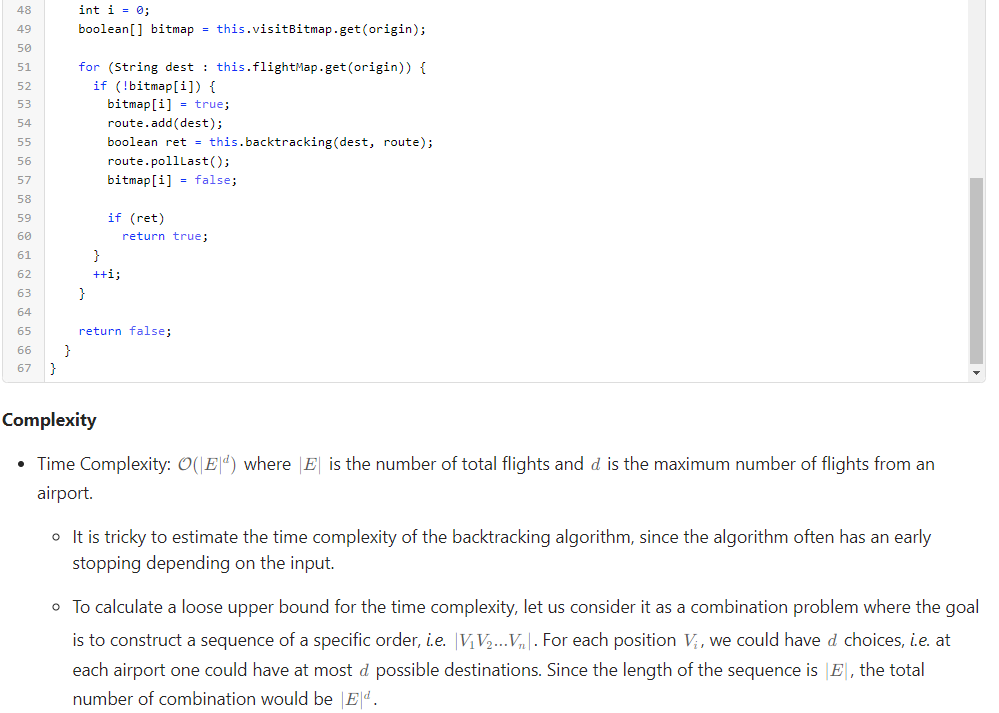 48 int i = 0;
49 boolean[] bitmap = this.visitBitmap.get(origin);
50
51 for (String dest : this.flightMap.get(origin)) {
52 if (!bitmap[i]) {
53 bitmap[i] = true;
54 route.add(dest);
55 boolean ret = this.backtracking(dest, route);
56 route.pollLast();
57 bitmap[i] = false;
58
59 if (ret)
60 return true;
61 }
62 ++i;
63 }
64
65 return false;
66 }
67 }
Complexity
• Time Complexity: 𝒪(|E|ᵈ) where |E| is the number of total flights and d is the maximum number of flights from an
airport.
◦ It is tricky to estimate the time complexity of the backtracking algorithm, since the algorithm often has an early
stopping depending on the input.
◦ To calculate a loose upper bound for the time complexity, let us consider it as a combination problem where the goal
is to construct a sequence of a specific order, i.e. |V₁V₂...Vₙ|. For each position Vᵢ, we could have d choices, i.e. at
each airport one could have at most d possible destinations. Since the length of the sequence is |E|, the total
number of combination would be |E|ᵈ.